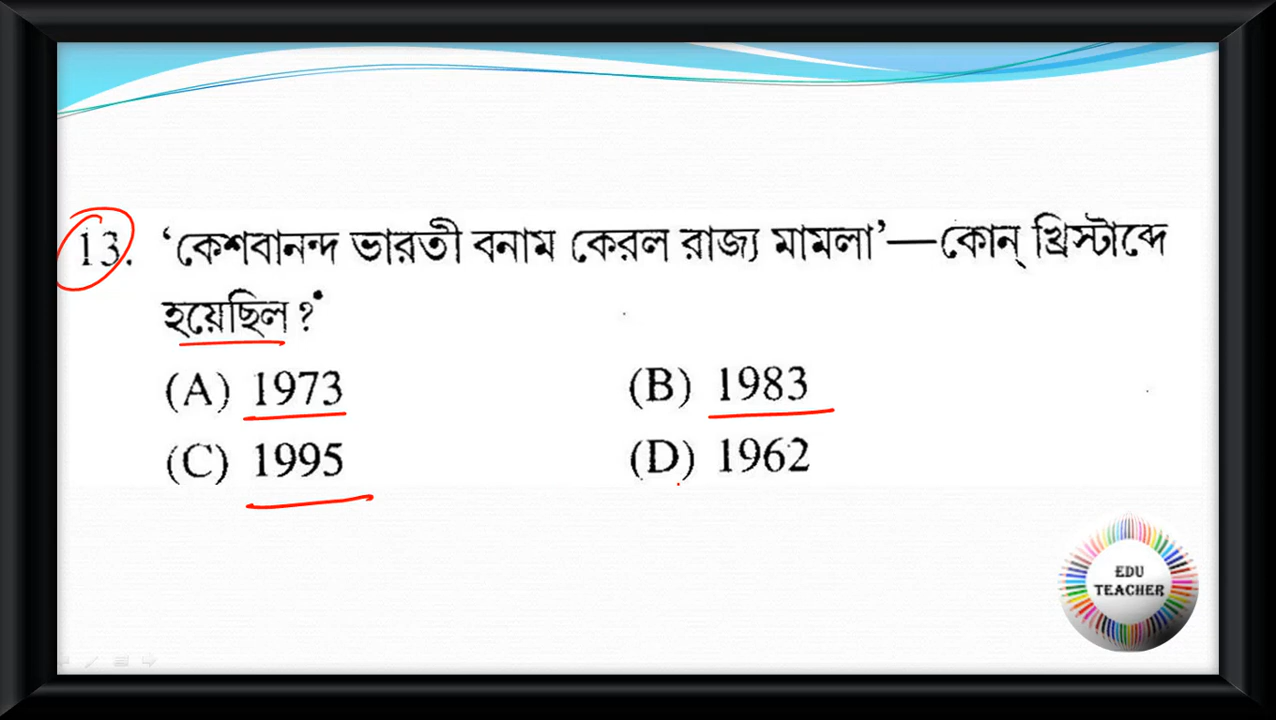 13. ‘কেশবানন্দ ভারতী বনাম কেরল রাজ্য মামলা’—কোন্ খ্রিস্টাব্দে
হয়েছিল ?
(A) 1973 (B) 1983
(C) 1995 (D) 1962
EDU
TEACHER